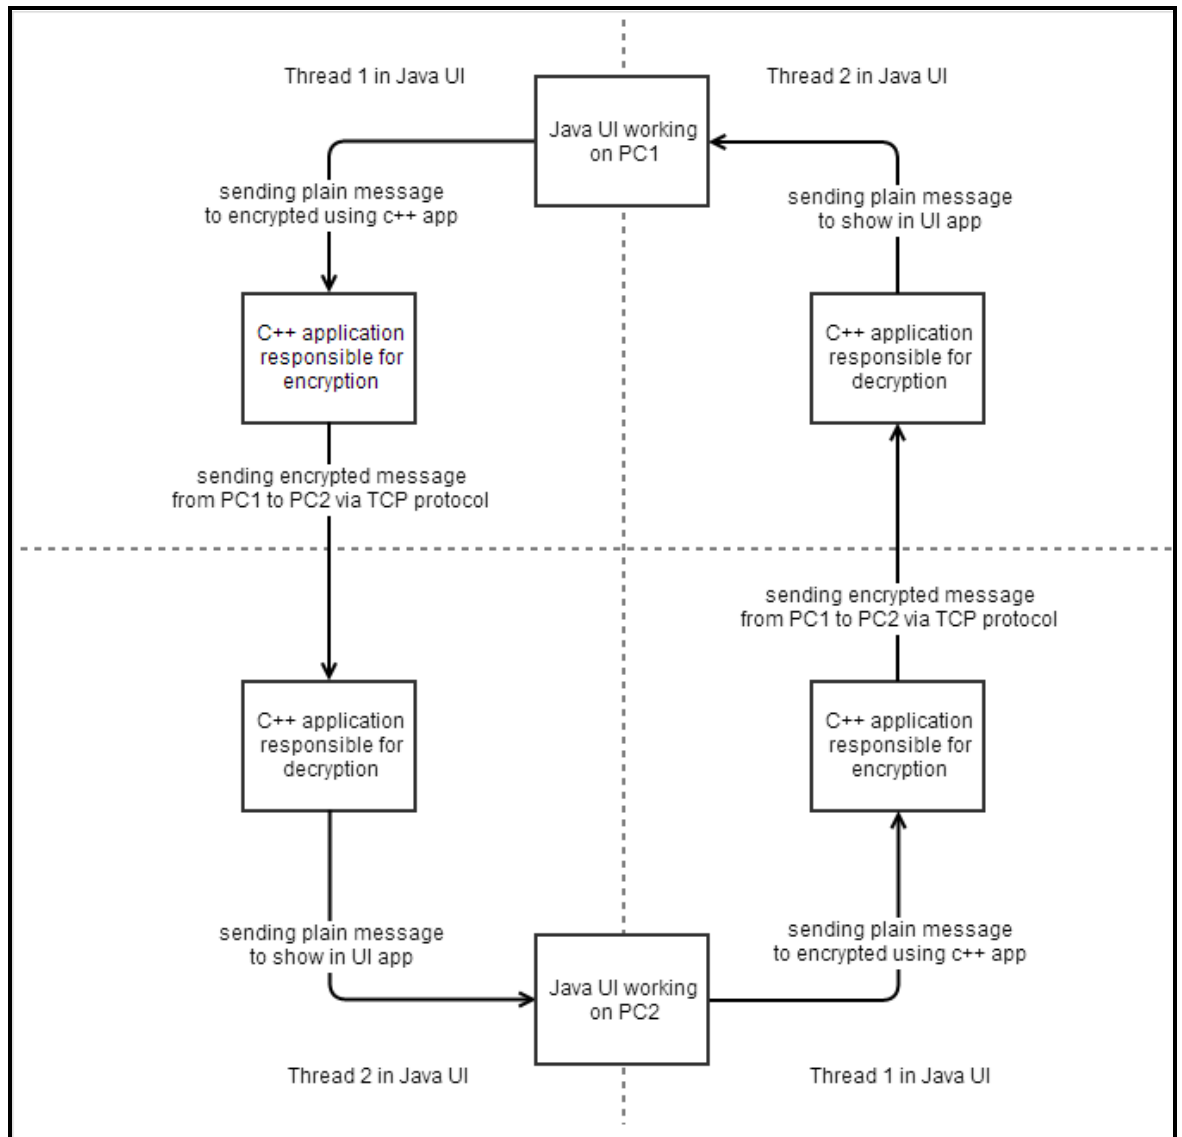 Thread 1 in Java UI
Thread 2 in Java UI
Java UI working
on PC1
sending plain message
to encrypted using c++ app
sending plain message
to show in UI app
C++ application
responsible for
encryption
C++ application
responsible for
decryption
sending encrypted message
from PC1 to PC2 via TCP protocol
sending encrypted message
from PC1 to PC2 via TCP protocol
C++ application
responsible for
decryption
C++ application
responsible for
encryption
sending plain message
to show in UI app
sending plain message
to encrypted using c++ app
Java UI working
on PC2
Thread 2 in Java UI
Thread 1 in Java UI